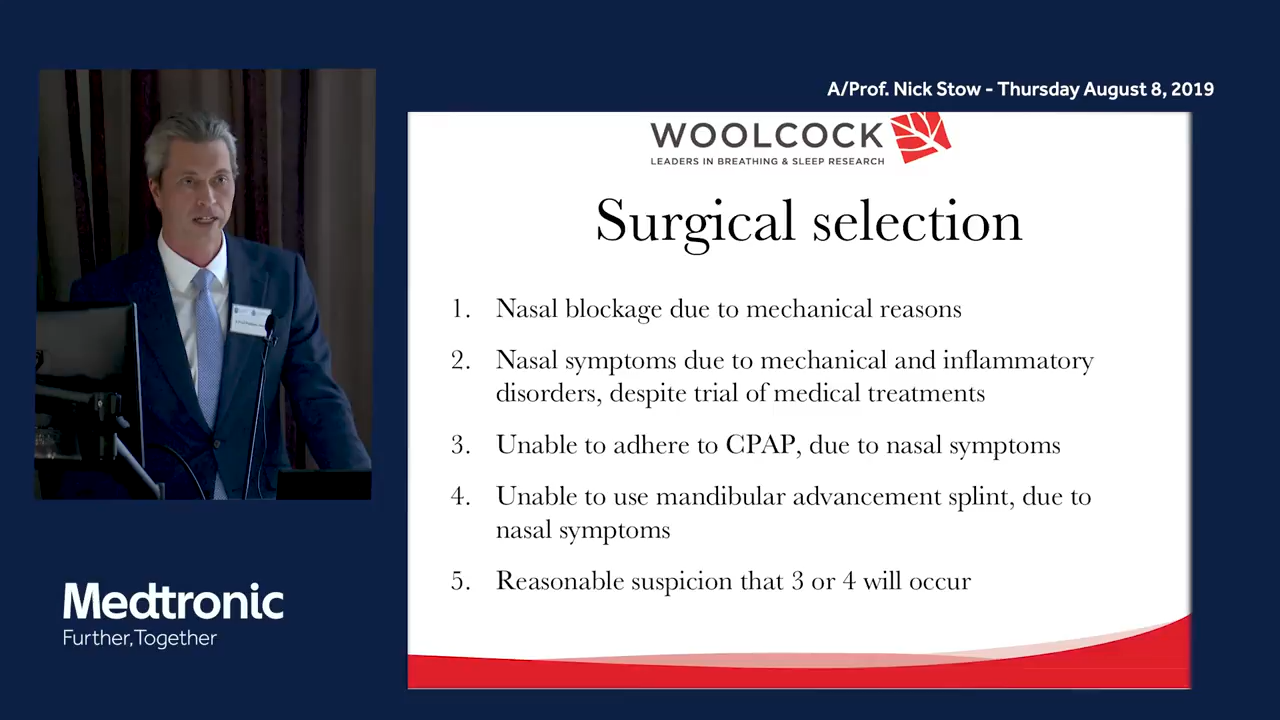 A/Prof. Nick Stow - Thursday August 8, 2019
WOOLCOCK
LEADERS IN BREATHING & SLEEP RESEARCH
Surgical selection
1. Nasal blockage due to mechanical reasons
2. Nasal symptoms due to mechanical and inflammatory
disorders, despite trial of medical treatments
3. Unable to adhere to CPAP, due to nasal symptoms
4. Unable to use mandibular advancement splint, due to
nasal symptoms
5. Reasonable suspicion that 3 or 4 will occur
Medtronic
Further,Together